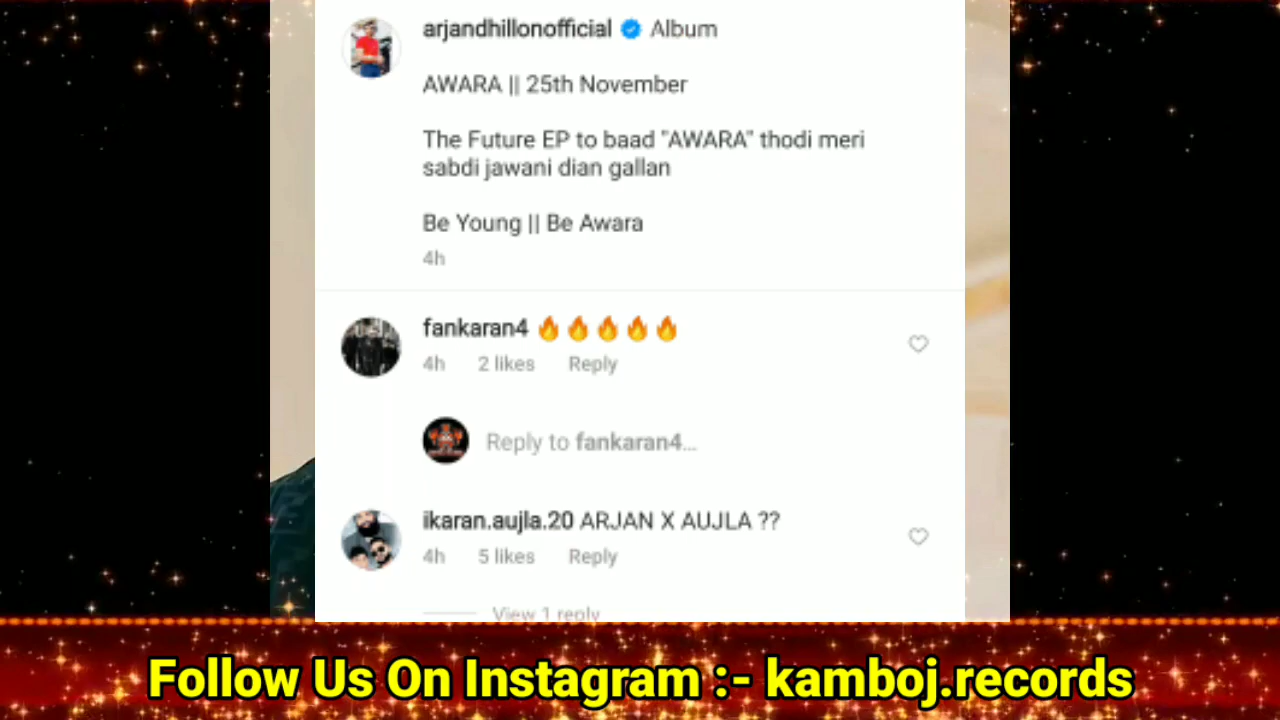 arjandhillonofficial Album
AWARA || 25th November
The Future EP to baad "AWARA" thodi meri
sabdi jawani dian gallan
Be Young || Be Awara
4h
fankaran4 🔥🔥🔥🔥🔥
4h 2 likes Reply
Reply to fankaran4...
ikaran.aujla.20 ARJAN X AUJLA ??
4h 5 likes Reply
View 1 reply
Follow Us On Instagram :- kamboj.records